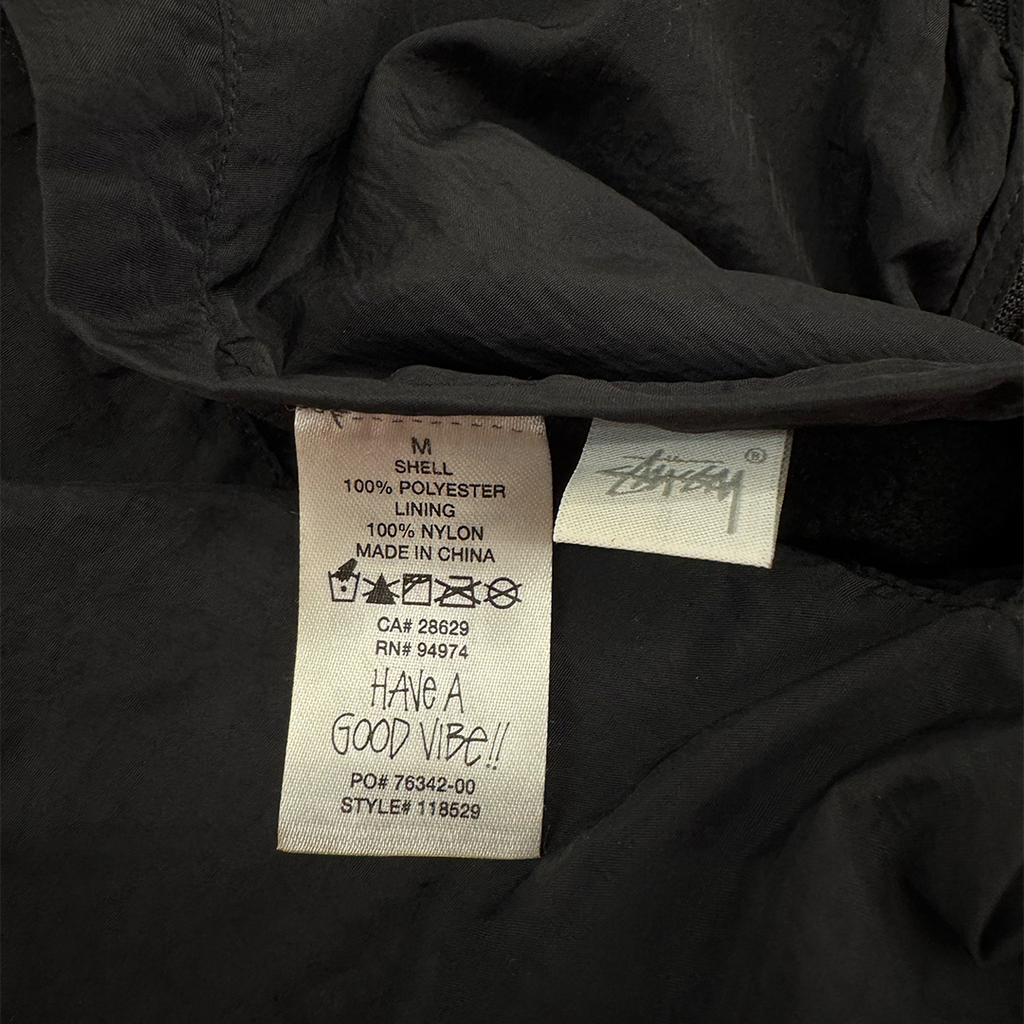 M
SHELL
100% POLYESTER
LINING
100% NYLON
MADE IN CHINA
CA# 28629
RN# 94974
HAVe A
GOOD ViBe!!
PO# 76342-00
STYLE# 118529
STÜSSY ®